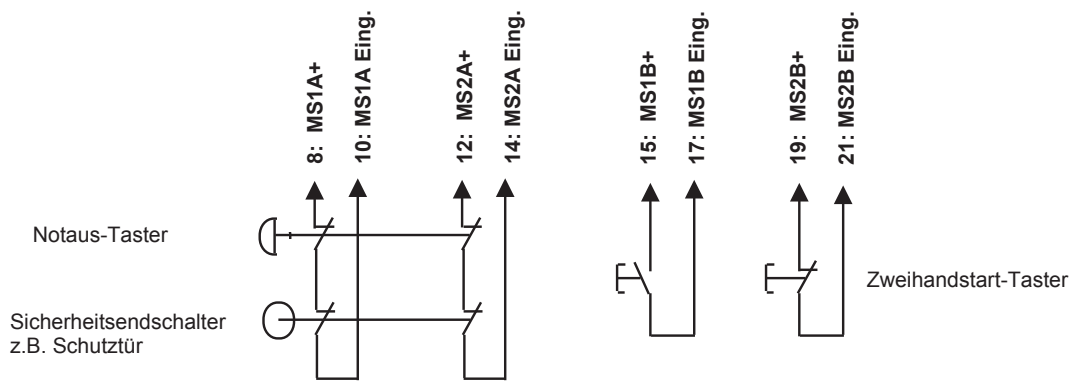 8:  MS1A+
10: MS1A Eing.
12:  MS2A+
14: MS2A Eing.
15:  MS1B+
17: MS1B Eing.
19:  MS2B+
21: MS2B Eing.
Notaus-Taster
Zweihandstart-Taster
Sicherheitsendschalter
z.B. Schutztür